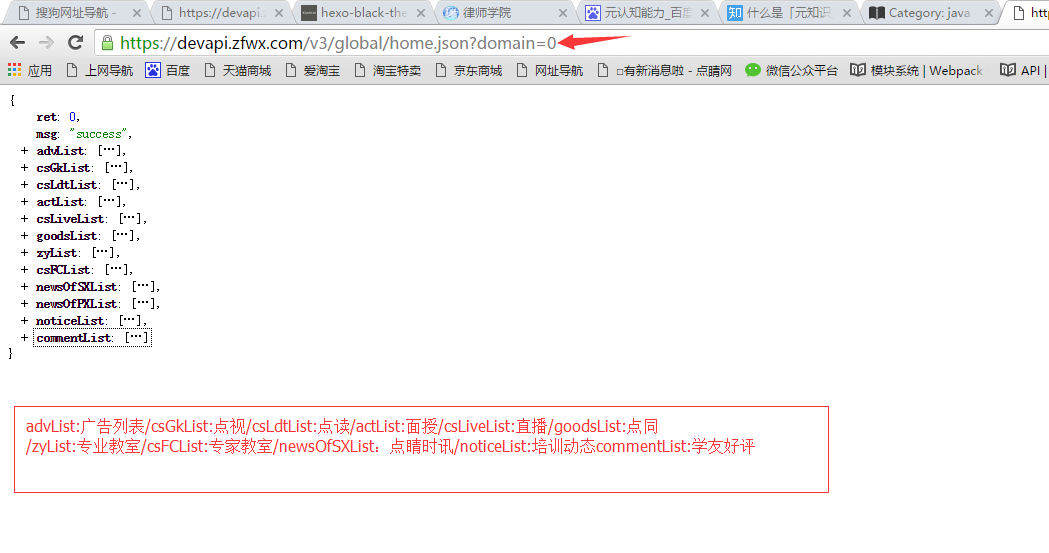 搜狗网址导航 -
https://devapi.z
hexo-black-the
律师学院
元认知能力_百度
什么是「元知识
Category: java
htt
https://devapi.zfwx.com/v3/global/home.json?domain=0
应用 上网导航 百度 天猫商城 爱淘宝 淘宝特卖 京东商城 网址导航 □有新消息啦 - 点睛网 微信公众平台 模块系统 | Webpack API |
{
ret: 0,
msg: "success",
+ advList: […],
+ csGkList: […],
+ csLdtList: […],
+ actList: […],
+ csLiveList: […],
+ goodsList: […],
+ zyList: […],
+ csFCList: […],
+ newsOfSXList: […],
+ newsOfPXList: […],
+ noticeList: […],
+ commentList: […]
}
advList:广告列表/csGkList:点视/csLdtList:点读/actList:面授/csLiveList:直播/goodsList:点同
/zyList:专业教室/csFCList:专家教室/newsOfSXList：点睛时讯/noticeList:培训动态commentList:学友好评